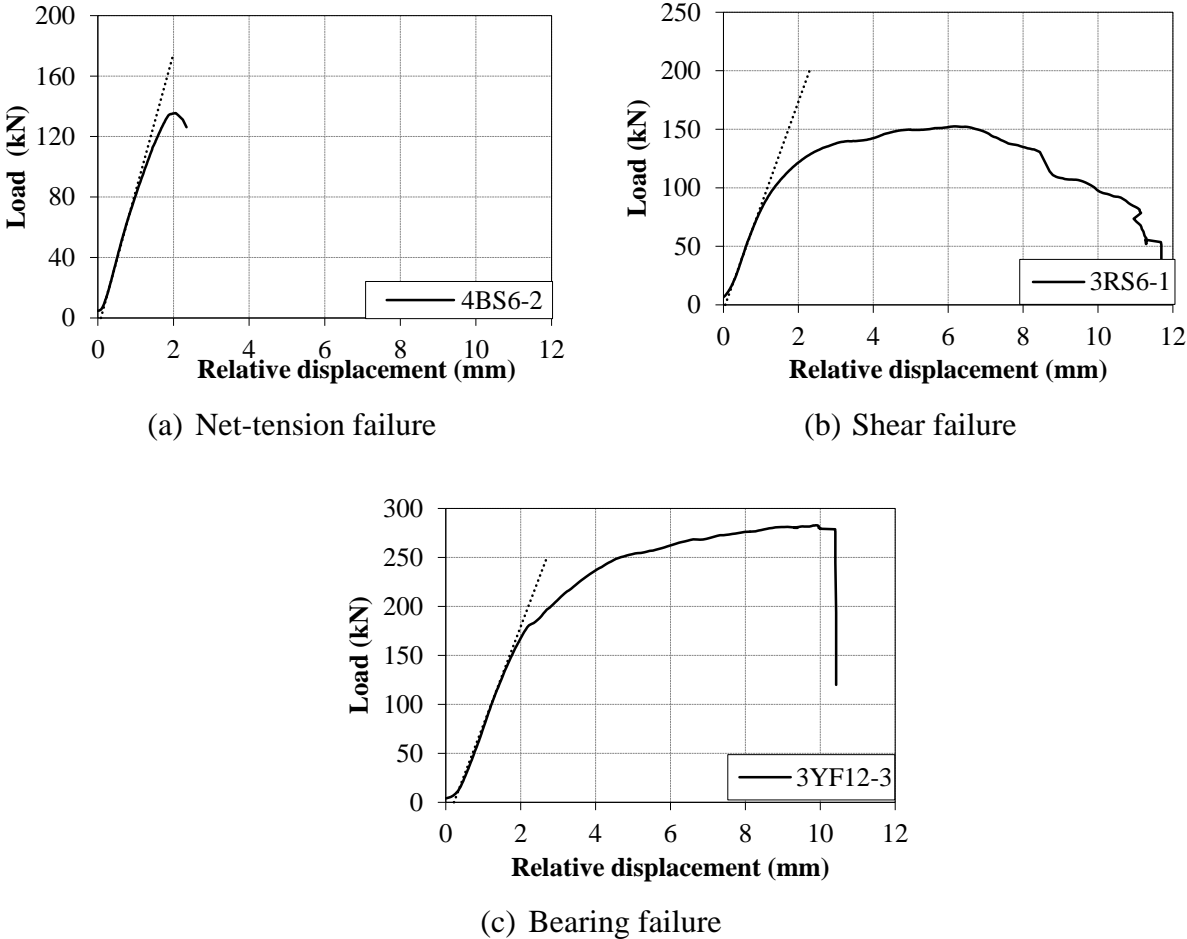 200
160
120
80
40
0
Load (kN)
4BS6-2
0 2 4 6 8 10 12
Relative displacement (mm)
(a) Net-tension failure
250
200
150
100
50
0
Load (kN)
3RS6-1
0 2 4 6 8 10 12
Relative displacement (mm)
(b) Shear failure
300
250
200
150
100
50
0
Load (kN)
3YF12-3
0 2 4 6 8 10 12
Relative displacement (mm)
(c) Bearing failure